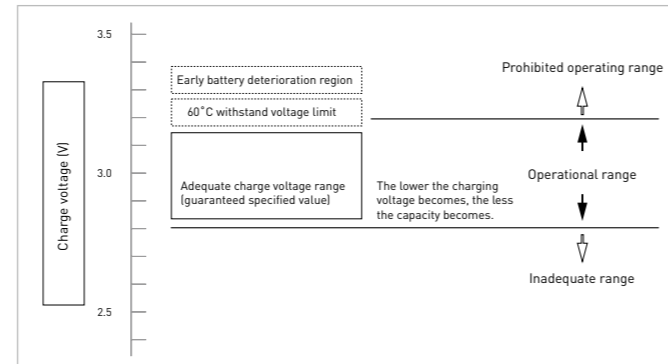 Charge voltage (V)
3.5
3.0
2.5
Early battery deterioration region
60˚C withstand voltage limit
Adequate charge voltage range
(guaranteed specified value)
The lower the charging
voltage becomes, the less
the capacity becomes.
Prohibited operating range
Operational range
Inadequate range